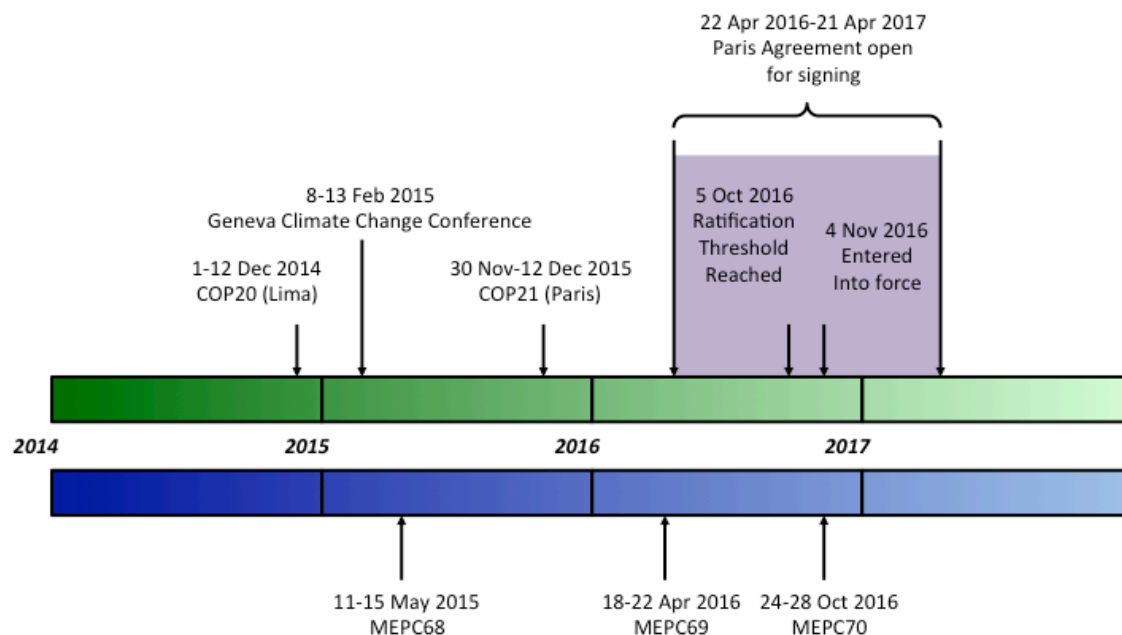 22 Apr 2016-21 Apr 2017
Paris Agreement open
for signing
8-13 Feb 2015
Geneva Climate Change Conference
1-12 Dec 2014
COP20 (Lima)
30 Nov-12 Dec 2015
COP21 (Paris)
5 Oct 2016
Ratification
Threshold
Reached
4 Nov 2016
Entered
Into force
2014
2015
2016
2017
11-15 May 2015
MEPC68
18-22 Apr 2016
MEPC69
24-28 Oct 2016
MEPC70